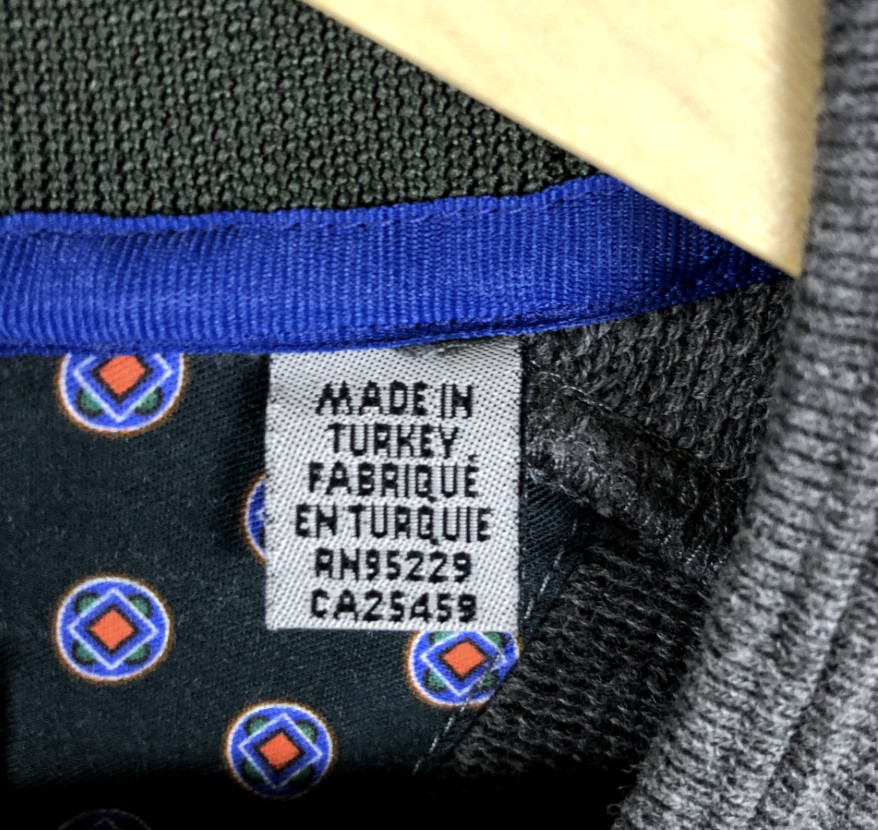 MADE IN
TURKEY
FABRIQUÉ
EN TURQUIE
RN95229
CA25459